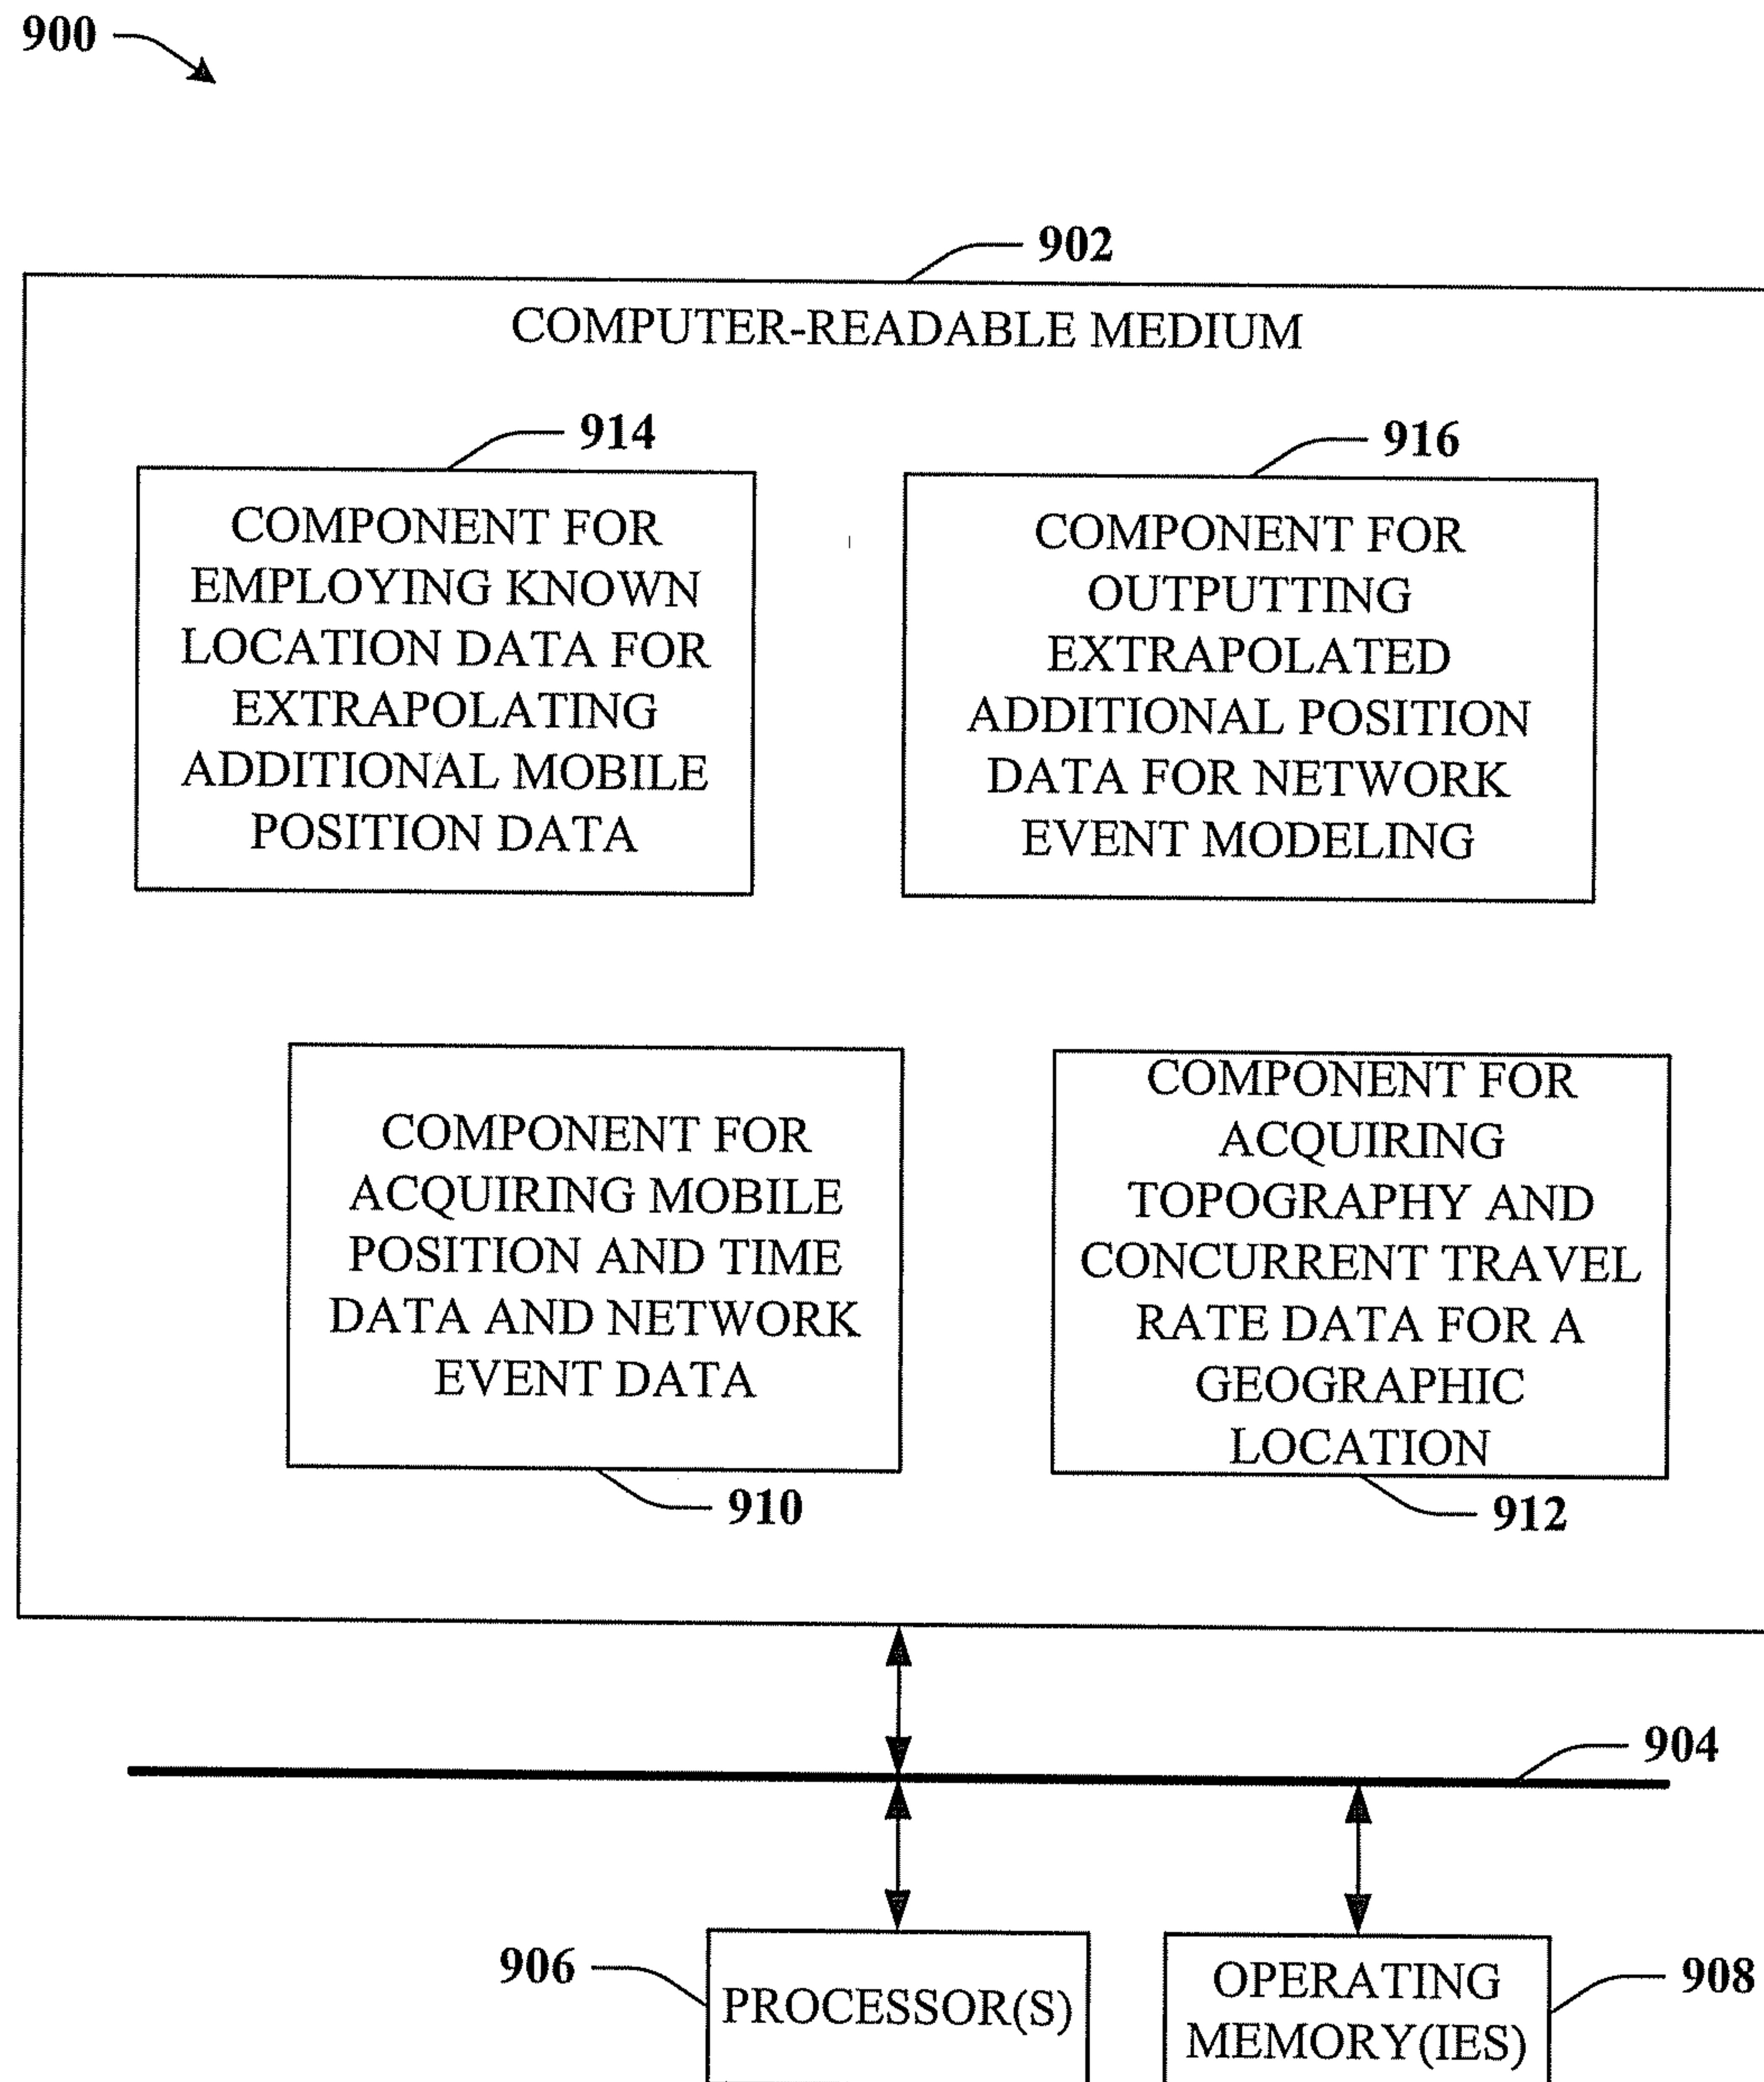 900
902
COMPUTER-READABLE MEDIUM
914
COMPONENT FOR
EMPLOYING KNOWN
LOCATION DATA FOR
EXTRAPOLATING
ADDITIONAL MOBILE
POSITION DATA
916
COMPONENT FOR
OUTPUTTING
EXTRAPOLATED
ADDITIONAL POSITION
DATA FOR NETWORK
EVENT MODELING
COMPONENT FOR
ACQUIRING MOBILE
POSITION AND TIME
DATA AND NETWORK
EVENT DATA
910
COMPONENT FOR
ACQUIRING
TOPOGRAPHY AND
CONCURRENT TRAVEL
RATE DATA FOR A
GEOGRAPHIC
LOCATION
912
904
906
PROCESSOR(S)
OPERATING
MEMORY(IES)
908